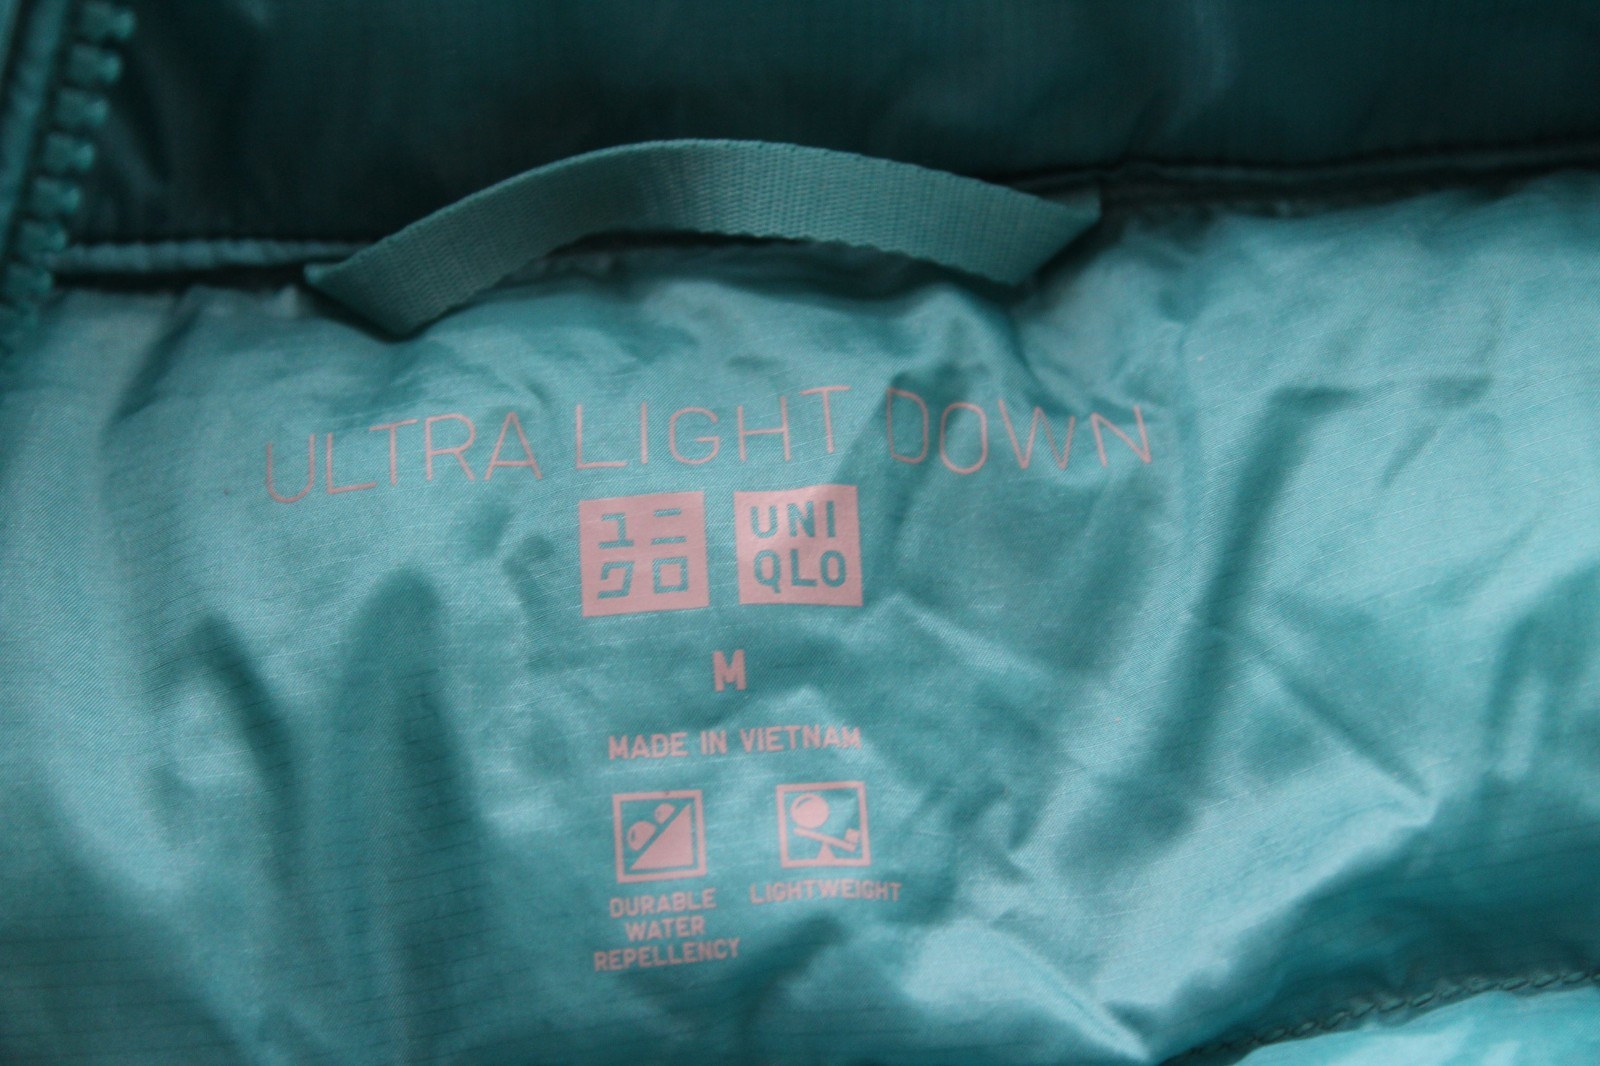 ULTRA LIGHT DOWN
ユニ
クロ
UNI
QLO
M
MADE IN VIETNAM
DURABLE
WATER
REPELLENCY
LIGHTWEIGHT